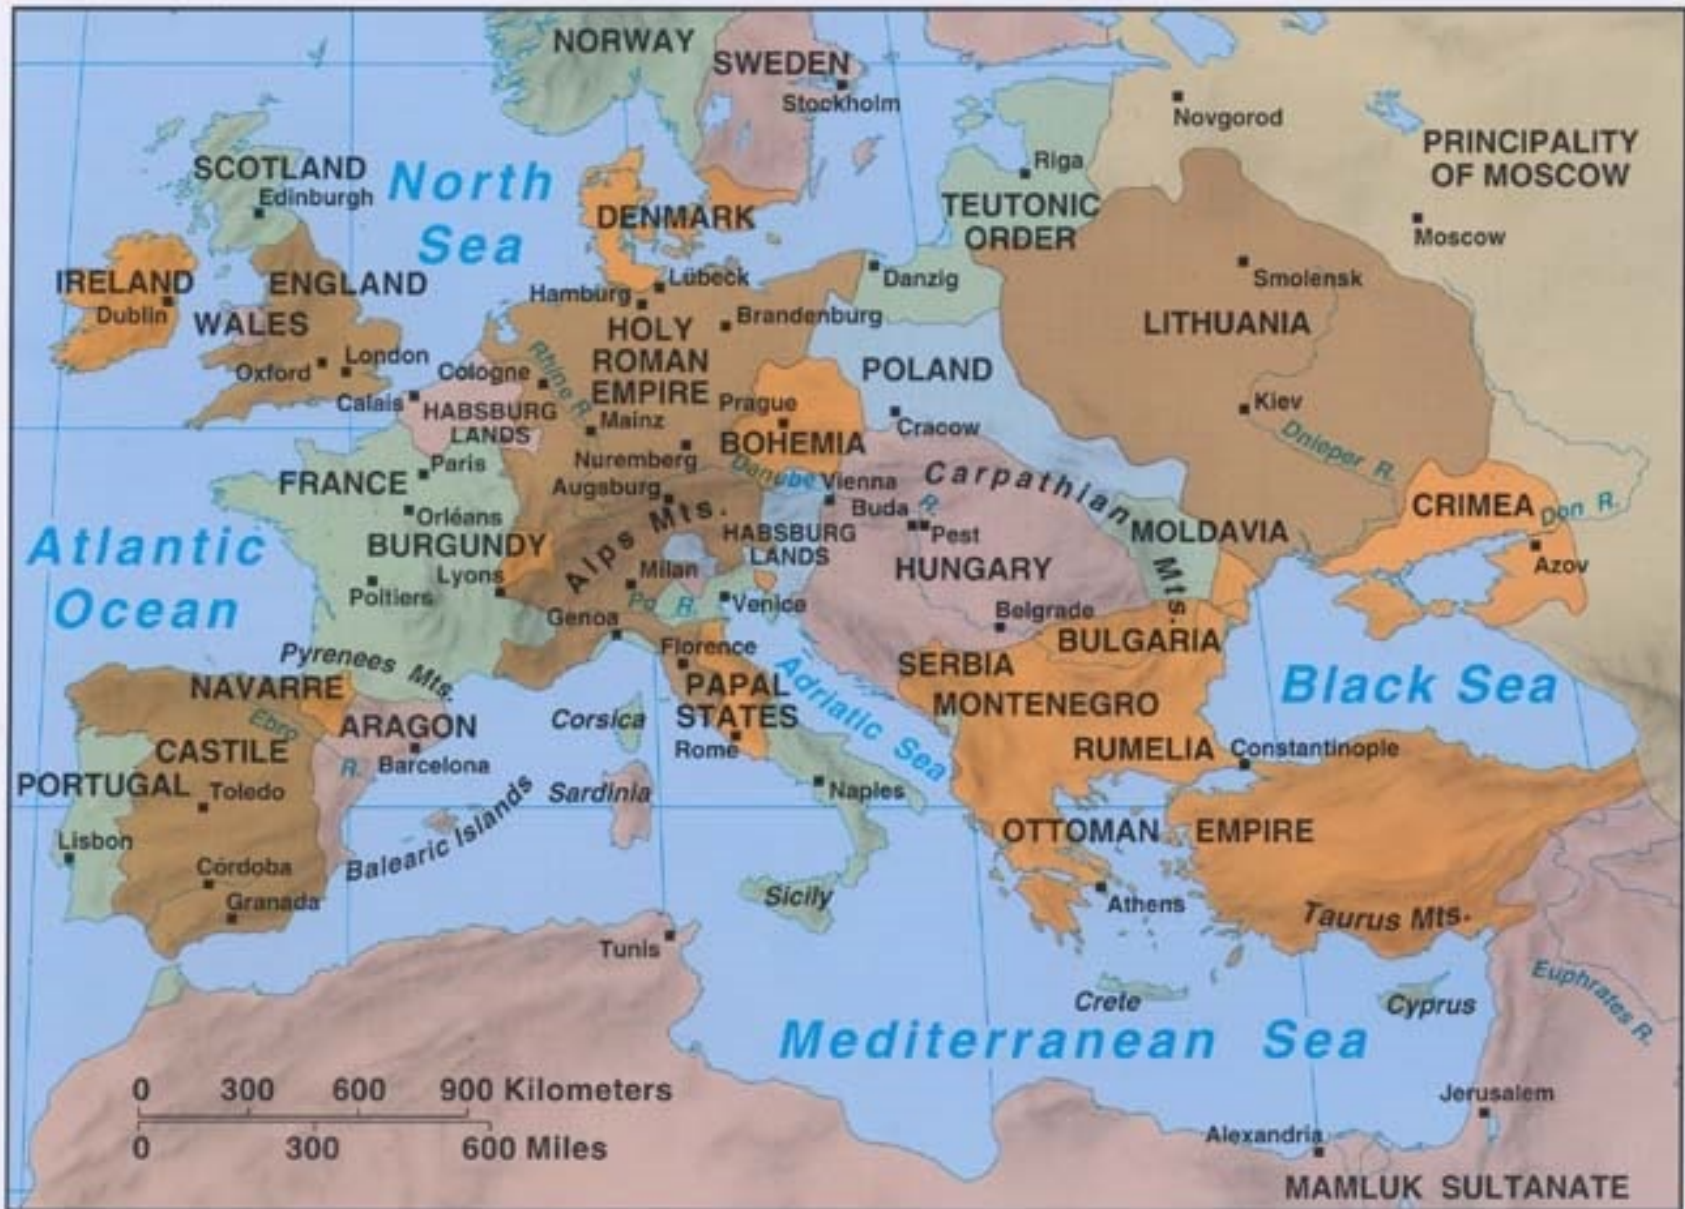 NORWAY
SWEDEN
Stockholm
Novgorod
PRINCIPALITY
OF MOSCOW
Moscow
SCOTLAND
Edinburgh
North
Sea
DENMARK
Riga
TEUTONIC
ORDER
Smolensk
LITHUANIA
IRELAND
Dublin
ENGLAND
WALES
London
Oxford
Calais
Hamburg
Lübeck
Danzig
Brandenburg
HOLY
ROMAN
EMPIRE
Cologne
Rhine R.
Mainz
HABSBURG
LANDS
Prague
BOHEMIA
POLAND
Cracow
Kiev
Dnieper R.
Paris
FRANCE
Orléans
Nuremberg
Augsburg
Danube R.
Vienna
Buda
Pest
Carpathian Mts.
MOLDAVIA
CRIMEA
Don R.
Azov
Atlantic
Ocean
BURGUNDY
Lyons
Poitiers
Alps Mts.
HABSBURG
LANDS
HUNGARY
Milan
Po R.
Venice
Genoa
Belgrade
BULGARIA
SERBIA
MONTENEGRO
RUMELIA
Constantinople
Black Sea
Florence
PAPAL
STATES
Rome
Adriatic Sea
Pyrenees Mts.
NAVARRE
Ebro R.
ARAGON
Barcelona
CASTILE
PORTUGAL
Toledo
Lisbon
Córdoba
Granada
Corsica
Sardinia
Balearic Islands
Naples
Sicily
OTTOMAN EMPIRE
Athens
Taurus Mts.
Tunis
Crete
Cyprus
Euphrates R.
Mediterranean Sea
Jerusalem
Alexandria
MAMLUK SULTANATE
0 300 600 900 Kilometers
0 300 600 Miles